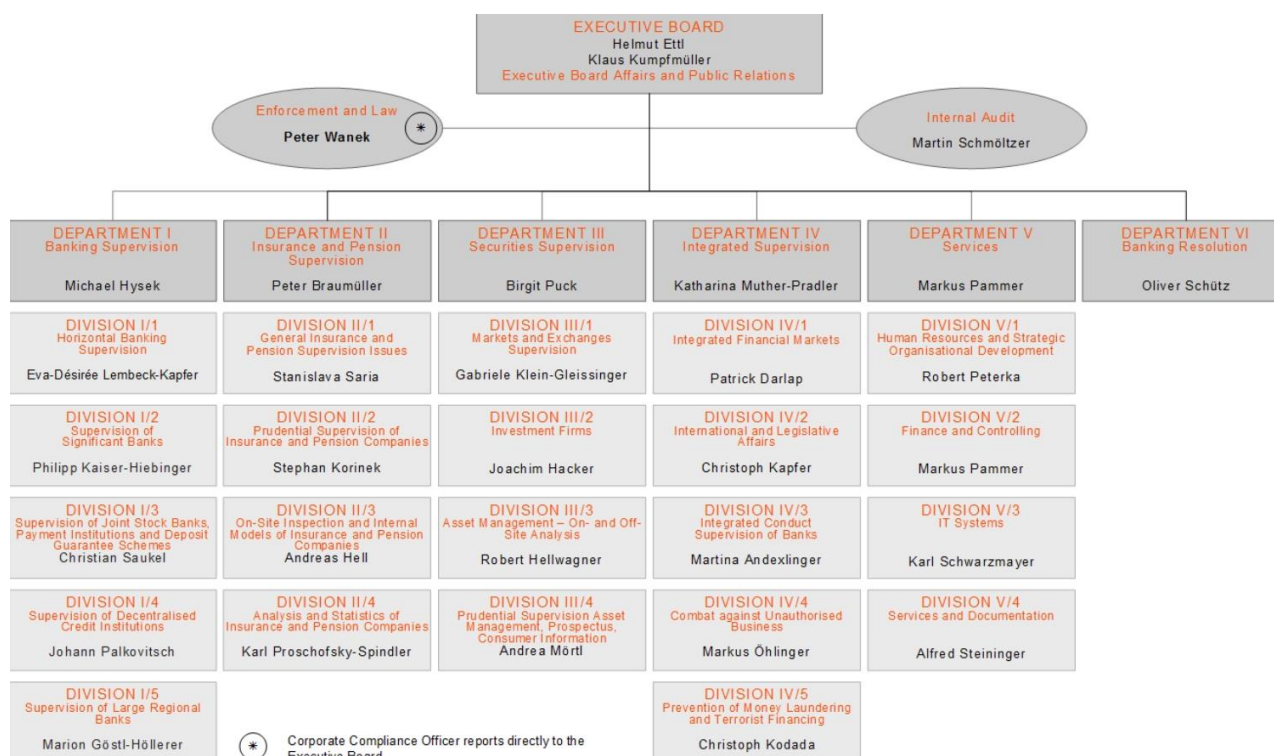 EXECUTIVE BOARD
Helmut Ettl
Klaus Kumpfmüller
Executive Board Affairs and Public Relations
Enforcement and Law
Peter Wanek
*
Internal Audit
Martin Schmöltzer
DEPARTMENT I
Banking Supervision
Michael Hysek
DEPARTMENT II
Insurance and Pension
Supervision
Peter Braumüller
DEPARTMENT III
Securities Supervision
Birgit Puck
DEPARTMENT IV
Integrated Supervision
Katharina Muther-Pradler
DEPARTMENT V
Services
Markus Pammer
DEPARTMENT VI
Banking Resolution
Oliver Schütz
DIVISION I/1
Horizontal Banking
Supervision
Eva-Désirée Lembeck-Kapfer
DIVISION II/1
General Insurance and
Pension Supervision Issues
Stanislava Saria
DIVISION III/1
Markets and Exchanges
Supervision
Gabriele Klein-Gleissinger
DIVISION IV/1
Integrated Financial Markets
Patrick Darlap
DIVISION V/1
Human Resources and Strategic
Organisational Development
Robert Peterka
DIVISION I/2
Supervision of
Significant Banks
Philipp Kaiser-Hiebinger
DIVISION II/2
Prudential Supervision of
Insurance and Pension Companies
Stephan Korinek
DIVISION III/2
Investment Firms
Joachim Hacker
DIVISION IV/2
International and Legislative
Affairs
Christoph Kapfer
DIVISION V/2
Finance and Controlling
Markus Pammer
DIVISION I/3
Supervision of Joint Stock Banks,
Payment Institutions and Deposit
Guarantee Schemes
Christian Saukel
DIVISION II/3
On-Site Inspection and Internal
Models of Insurance and Pension
Companies
Andreas Hell
DIVISION III/3
Asset Management – On- and Off-
Site Analysis
Robert Hellwagner
DIVISION IV/3
Integrated Conduct
Supervision of Banks
Martina Andexlinger
DIVISION V/3
IT Systems
Karl Schwarzmayer
DIVISION I/4
Supervision of Decentralised
Credit Institutions
Johann Palkovitsch
DIVISION II/4
Analysis and Statistics of
Insurance and Pension Companies
Karl Proschofsky-Spindler
DIVISION III/4
Prudential Supervision Asset
Management, Prospectus,
Consumer Information
Andrea Mörtl
DIVISION IV/4
Combat against Unauthorised
Business
Markus Öhlinger
DIVISION V/4
Services and Documentation
Alfred Steininger
DIVISION I/5
Supervision of Large Regional
Banks
Marion Göstl-Höllerer
DIVISION IV/5
Prevention of Money Laundering
and Terrorist Financing
Christoph Kodada
* Corporate Compliance Officer reports directly to the
Executive Board